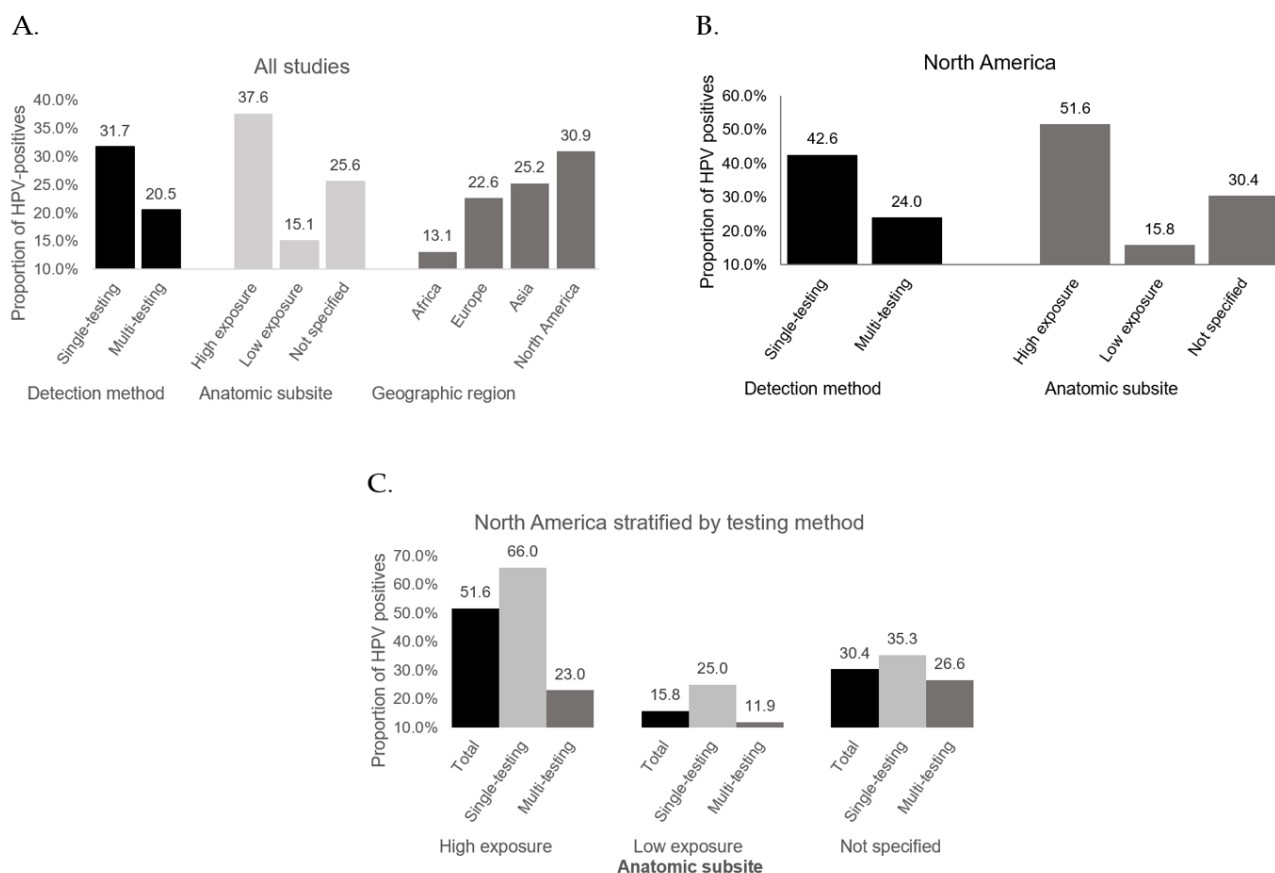 A.
All studies
Proportion of HPV-positives
40.0%
35.0%
30.0%
25.0%
20.0%
15.0%
10.0%
31.7
20.5
37.6
15.1
25.6
13.1
22.6
25.2
30.9
Single-testing
Multi-testing
High exposure
Low exposure
Not specified
Africa
Europe
Asia
North America
Detection method
Anatomic subsite
Geographic region
B.
North America
Proportion of HPV positives
60.0%
50.0%
40.0%
30.0%
20.0%
10.0%
42.6
24.0
51.6
15.8
30.4
Single-testing
Multi-testing
High exposure
Low exposure
Not specified
Detection method
Anatomic subsite
C.
North America stratified by testing method
Proportion of HPV positives
70.0%
60.0%
50.0%
40.0%
30.0%
20.0%
10.0%
51.6
66.0
23.0
15.8
25.0
11.9
30.4
35.3
26.6
Total
Single-testing
Multi-testing
Total
Single-testing
Multi-testing
Total
Single-testing
Multi-testing
High exposure
Low exposure
Not specified
Anatomic subsite